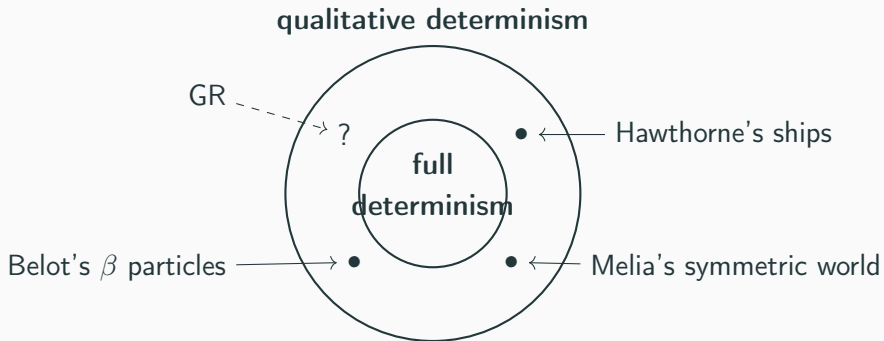 qualitative determinism
GR
?
Hawthorne's ships
full
determinism
Belot's β particles
Melia's symmetric world